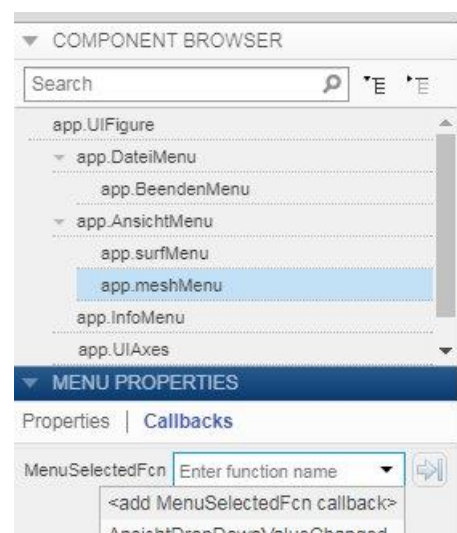 COMPONENT BROWSER
Search
app.UIFigure
app.DateiMenu
app.BeendenMenu
app.AnsichtMenu
app.surfMenu
app.meshMenu
app.InfoMenu
app.UIAxes
MENU PROPERTIES
Properties | Callbacks
MenuSelectedFcn Enter function name
<add MenuSelectedFcn callback>
AnsichtDropDownValueChanged